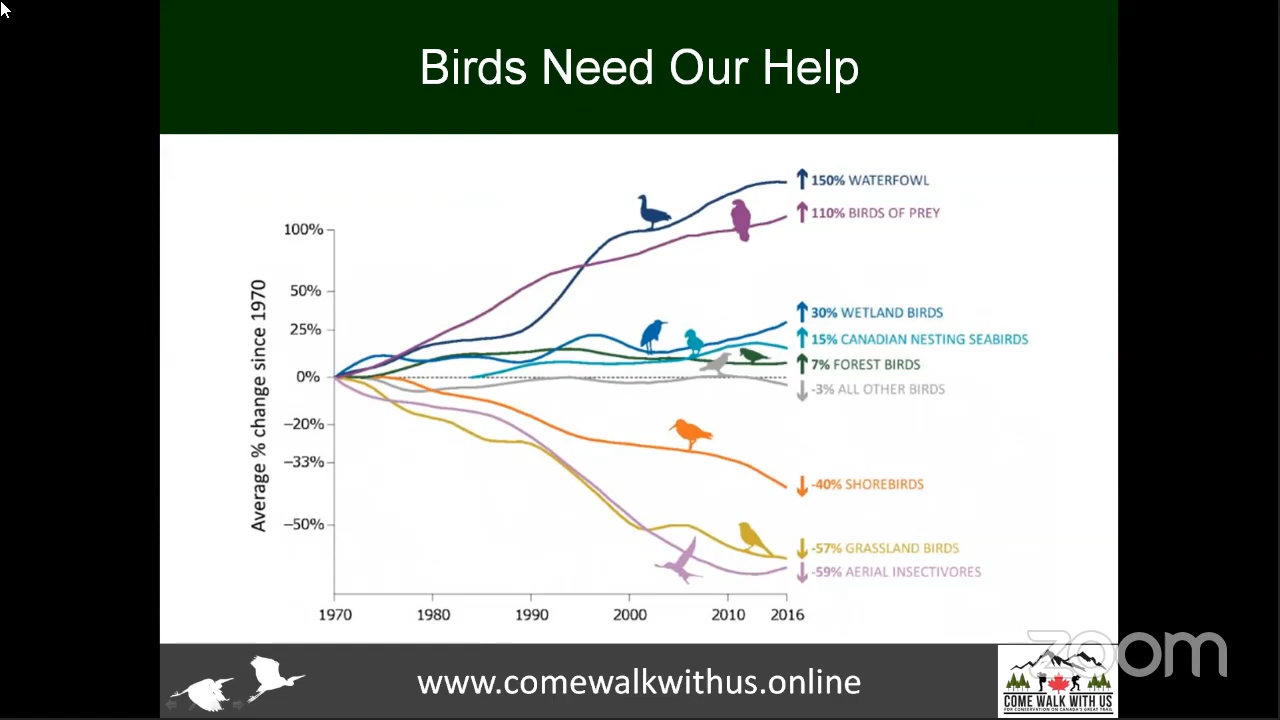 Birds Need Our Help
Average % change since 1970
100%
50%
25%
0%
–20%
–33%
–50%
1970
1980
1990
2000
2010
2016
150% WATERFOWL
110% BIRDS OF PREY
30% WETLAND BIRDS
15% CANADIAN NESTING SEABIRDS
7% FOREST BIRDS
-3% ALL OTHER BIRDS
-40% SHOREBIRDS
-57% GRASSLAND BIRDS
-59% AERIAL INSECTIVORES
www.comewalkwithus.online
zoom
COME WALK WITH US
FOR CONSERVATION ON CANADA'S GREAT TRAIL